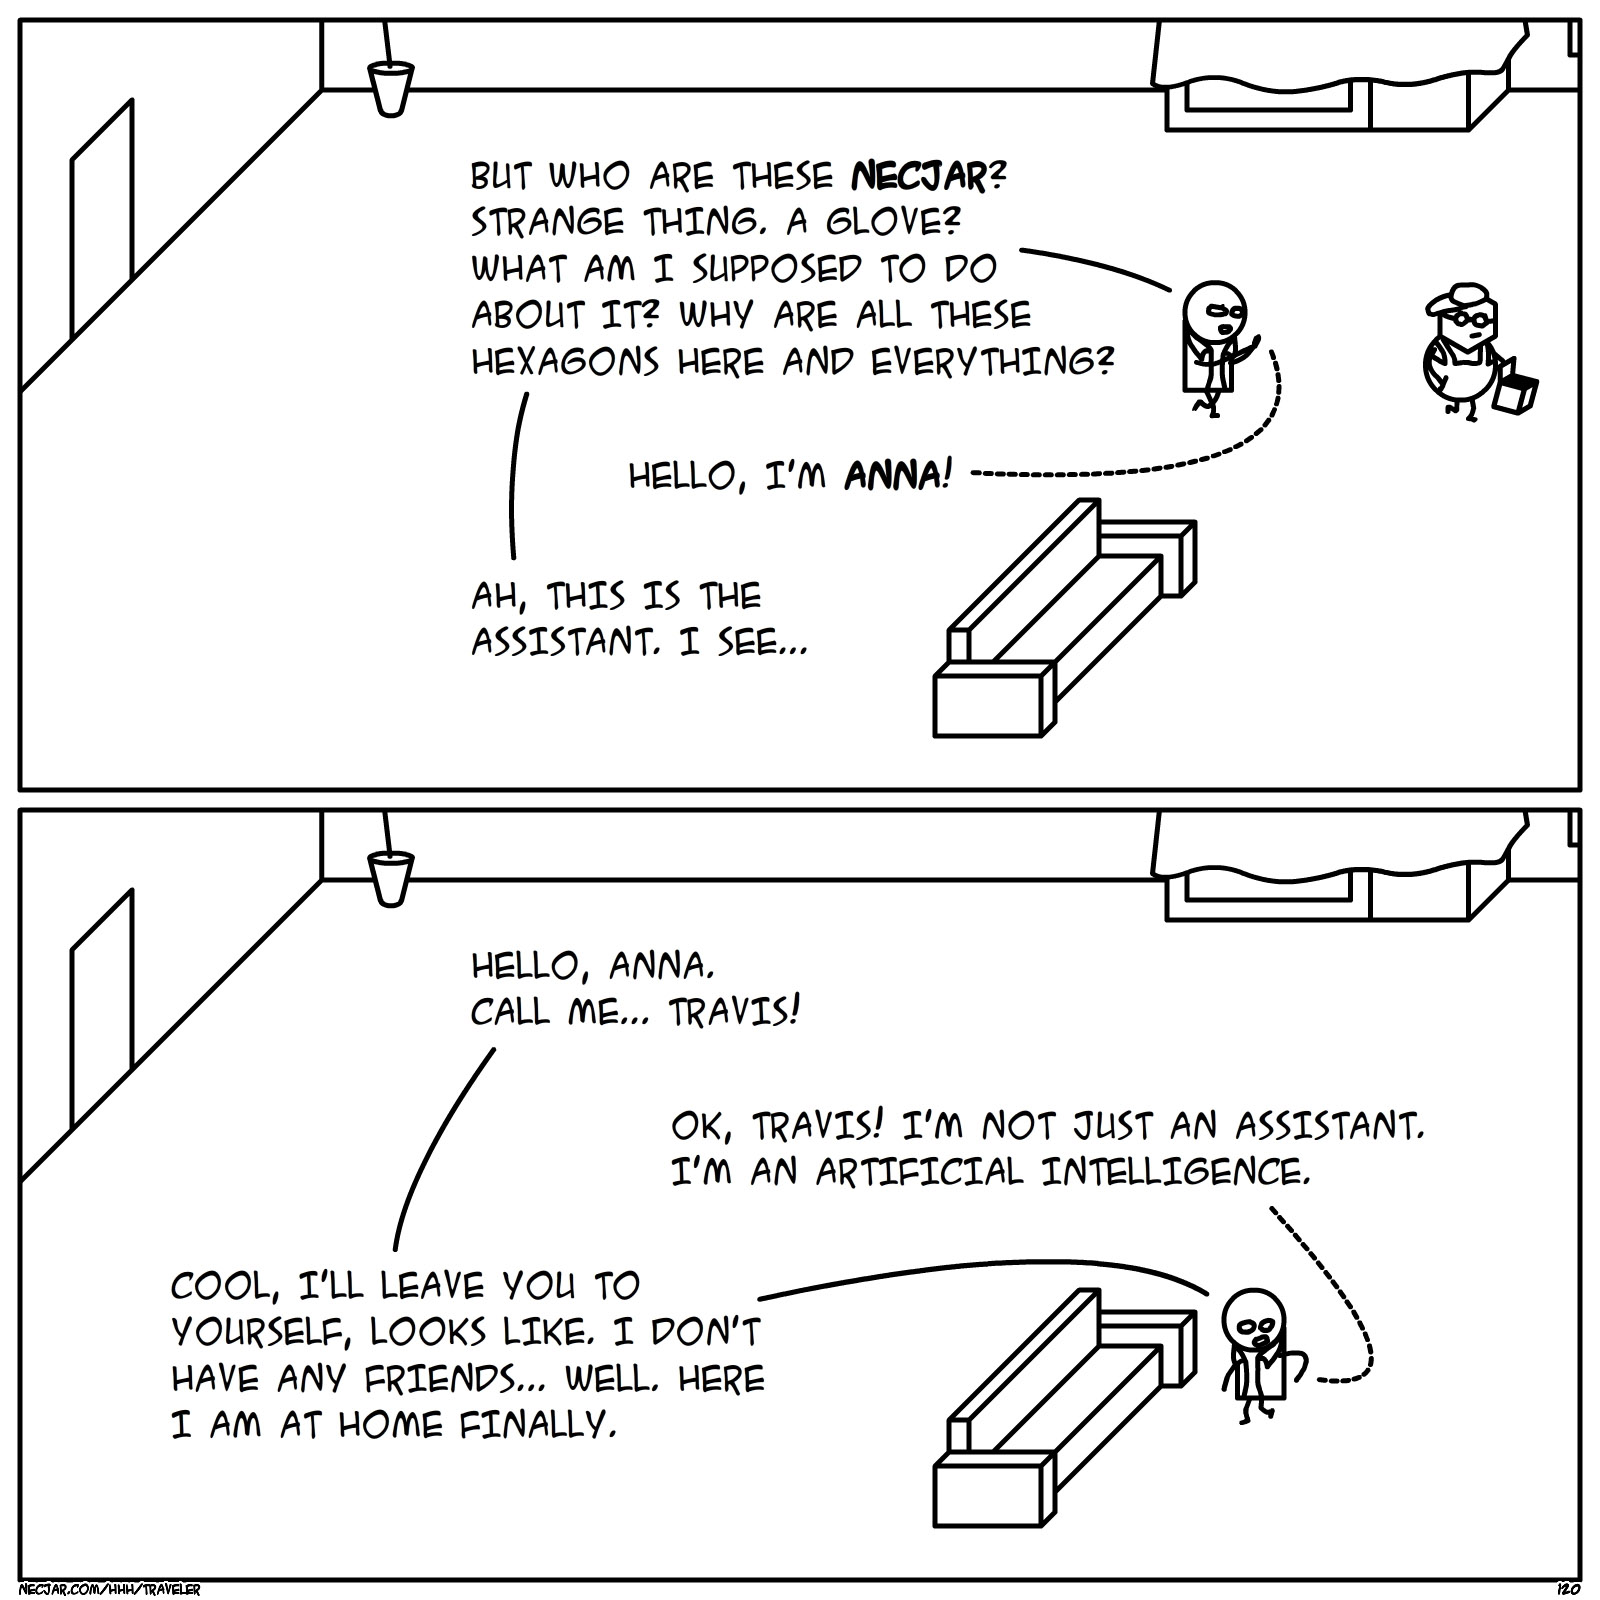 BUT WHO ARE THESE NECJAR?
STRANGE THING. A GLOVE?
WHAT AM I SUPPOSED TO DO
ABOUT IT? WHY ARE ALL THESE
HEXAGONS HERE AND EVERYTHING?
HELLO, I'M ANNA!
AH, THIS IS THE
ASSISTANT. I SEE...
HELLO, ANNA.
CALL ME... TRAVIS!
OK, TRAVIS! I'M NOT JUST AN ASSISTANT.
I'M AN ARTIFICIAL INTELLIGENCE.
COOL, I'LL LEAVE YOU TO
YOURSELF, LOOKS LIKE. I DON'T
HAVE ANY FRIENDS... WELL. HERE
I AM AT HOME FINALLY.
NECJAR.COM/HHH/TRAVELER
120